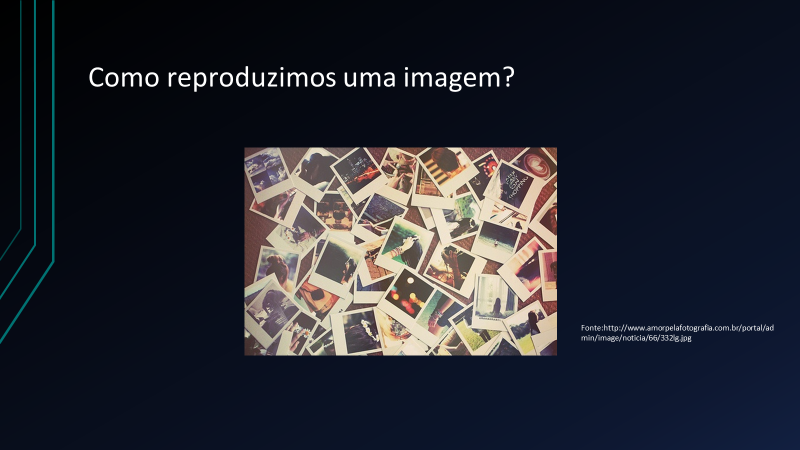 Como reproduzimos uma imagem?
Fonte:http://www.amorpelafotografia.com.br/portal/ad
min/image/noticia/66/332lg.jpg